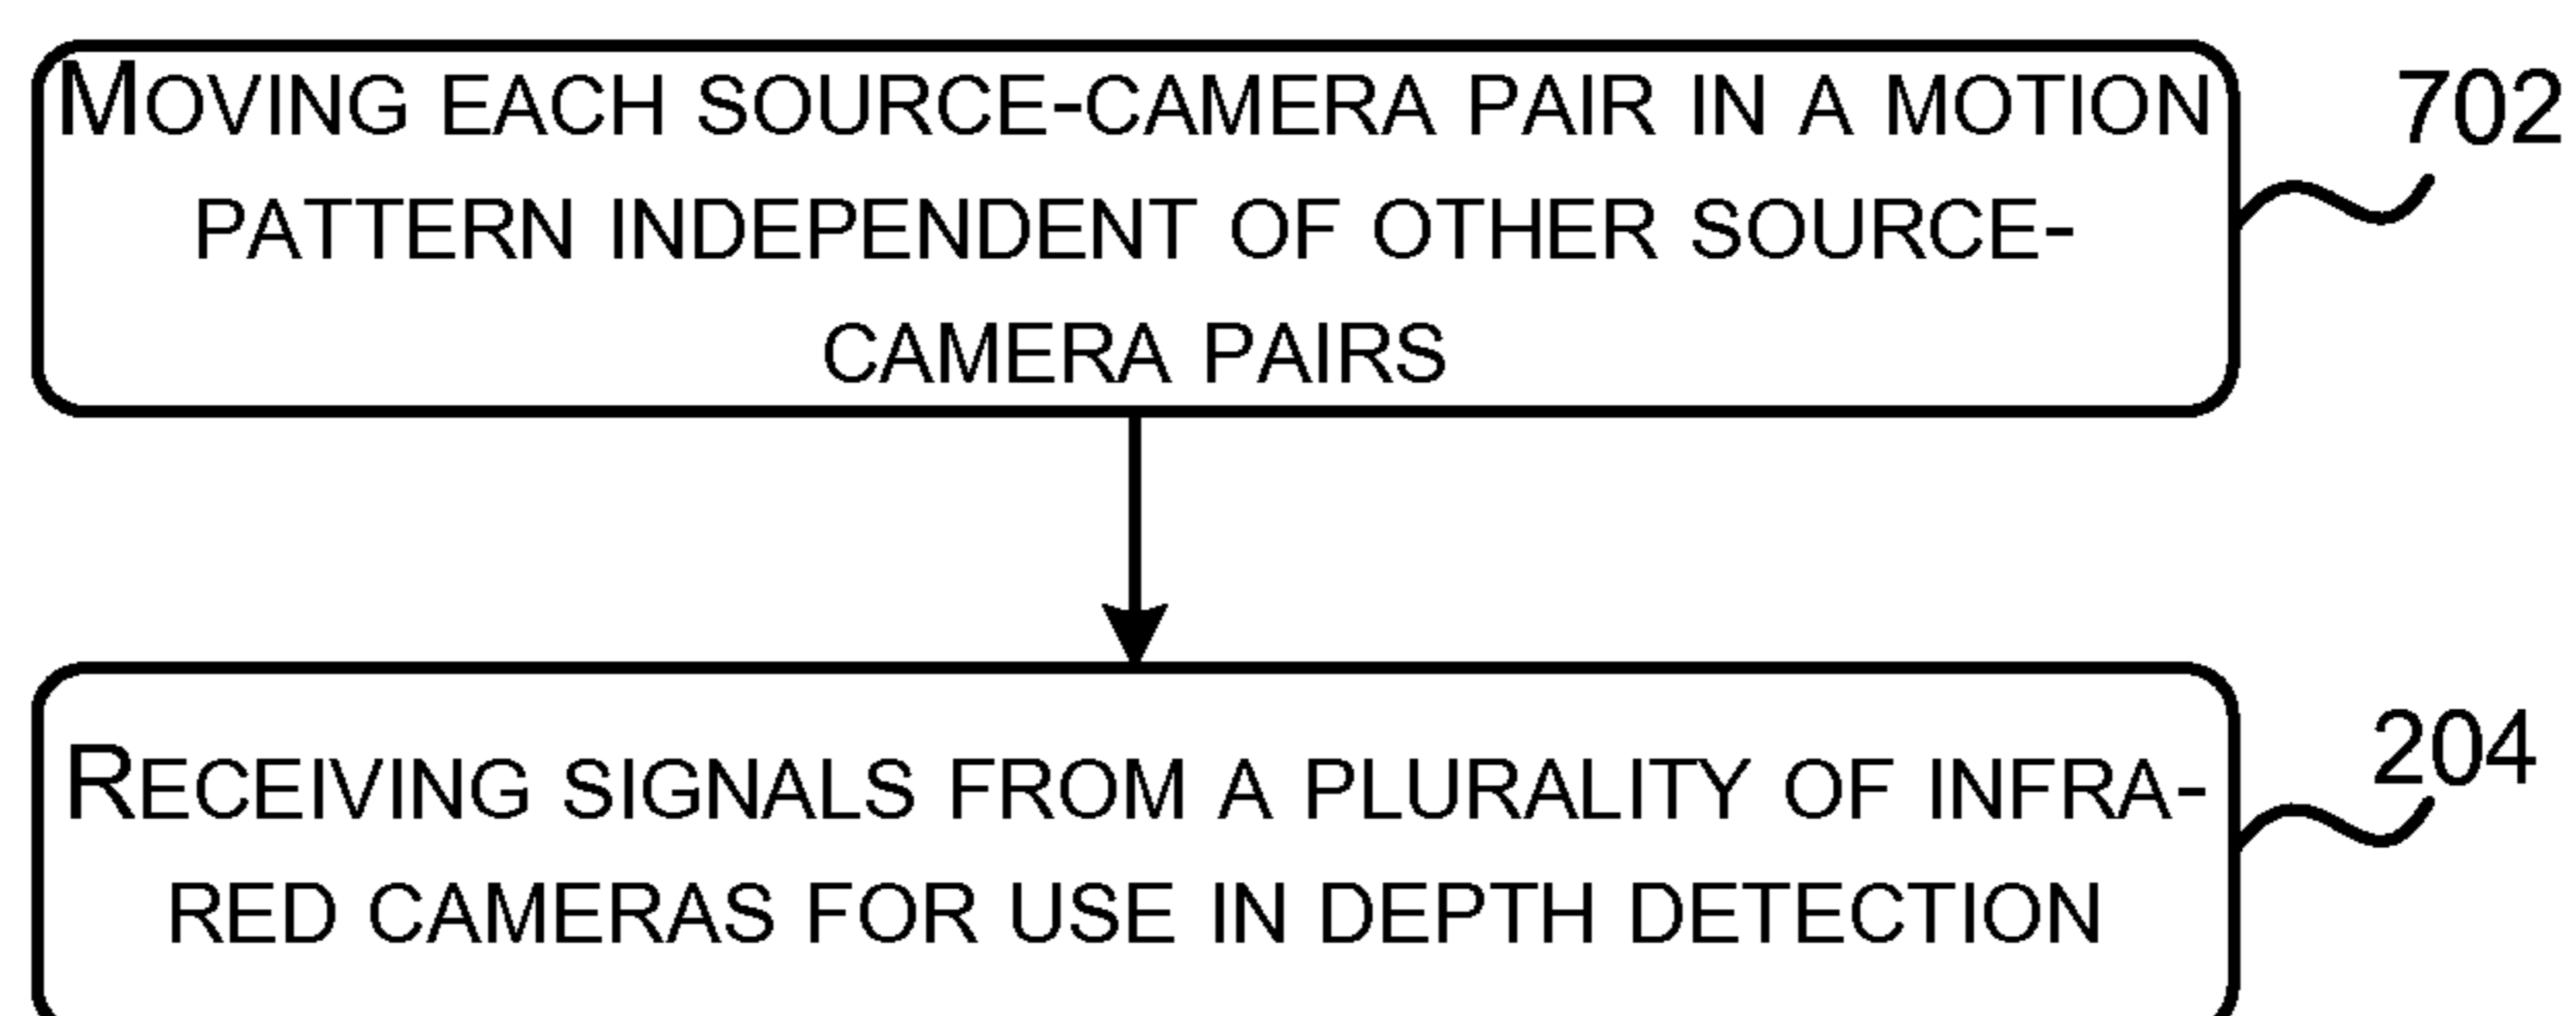 MOVING EACH SOURCE-CAMERA PAIR IN A MOTION
PATTERN INDEPENDENT OF OTHER SOURCE-
CAMERA PAIRS
702
RECEIVING SIGNALS FROM A PLURALITY OF INFRA-
RED CAMERAS FOR USE IN DEPTH DETECTION
204